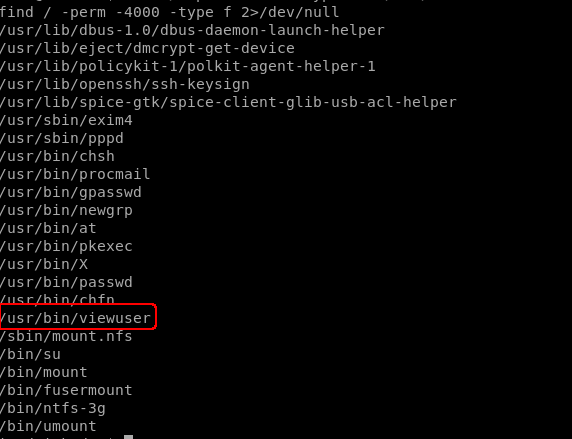 find / -perm -4000 -type f 2>/dev/null
/usr/lib/dbus-1.0/dbus-daemon-launch-helper
/usr/lib/eject/dmcrypt-get-device
/usr/lib/policykit-1/polkit-agent-helper-1
/usr/lib/openssh/ssh-keysign
/usr/lib/spice-gtk/spice-client-glib-usb-acl-helper
/usr/sbin/exim4
/usr/sbin/pppd
/usr/bin/chsh
/usr/bin/procmail
/usr/bin/gpasswd
/usr/bin/newgrp
/usr/bin/at
/usr/bin/pkexec
/usr/bin/X
/usr/bin/passwd
/usr/bin/chfn
/usr/bin/viewuser
/sbin/mount.nfs
/bin/su
/bin/mount
/bin/fusermount
/bin/ntfs-3g
/bin/umount